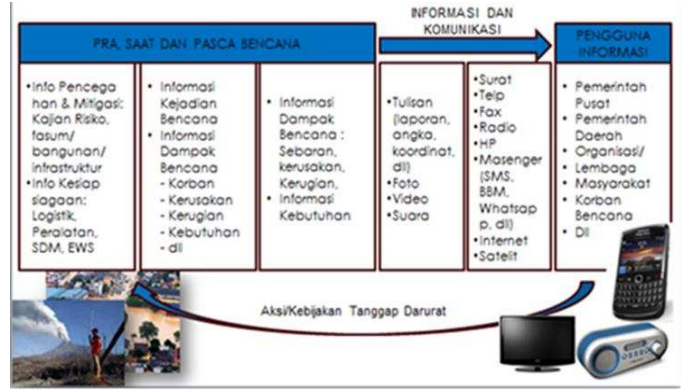 INFORMASI DAN
KOMUNIKASI
PRA, SAAT DAN PASCA BENCANA
PENGGUNA
INFORMASI
•Info Pencega
han & Mitigasi:
Kajian Risiko,
fasum/
bangunan/
infrastruktur
•Info Kesiap
siagaan:
Logistik,
Peralatan,
SDM, EWS
• Informasi
Kejadian
Bencana
• Informasi
Dampak
Bencana
- Korban
- Kerusakan
- Kerugian
- Kebutuhan
- dll
• Informasi
Dampak
Bencana :
Sebaran,
kerusakan,
Kerugian,
• Informasi
Kebutuhan
•Tulisan
(laporan,
angka,
koordinat,
dll)
•Foto
•Video
•Suara
•Surat
•Telp
•Fax
•Radio
•HP
•Masenger
(SMS,
BBM,
Whatsap
p, dll)
•Internet
•Satelit
• Pemerintah
Pusat
• Pemerintah
Daerah
• Organisasi/
• Lembaga
• Masyarakat
• Korban
Bencana
• Dll
Aksi/Kebijakan Tanggap Darurat